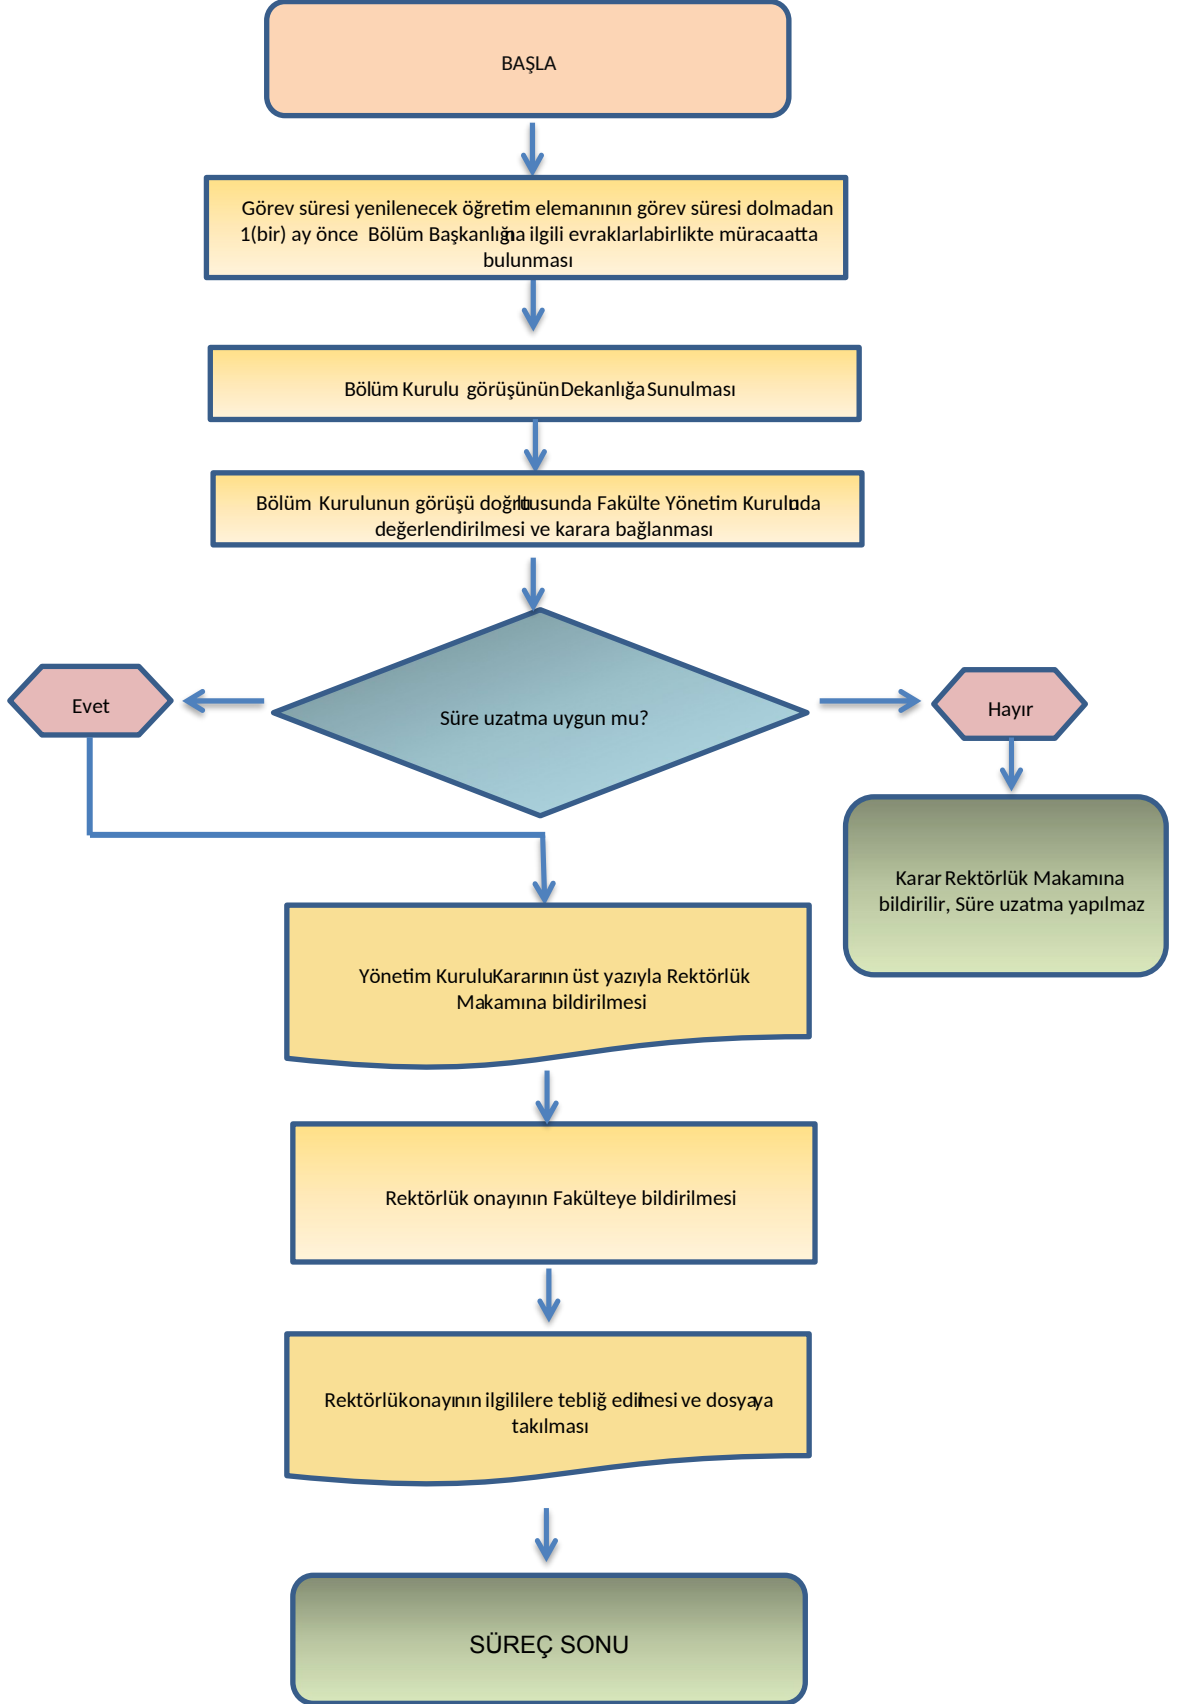 BAŞLA
Görev süresi yenilenecek öğretim elemanının görev süresi dolmadan
1(bir) ay önce Bölüm Başkanlığına ilgili evraklarlabirlikte müracaatta
bulunması
Bölüm Kurulu görüşününDekanlığaSunulması
Bölüm Kurulunun görüşü doğrultusunda Fakülte Yönetim Kurulunda
değerlendirilmesi ve karara bağlanması
Süre uzatma uygun mu?
Evet
Hayır
Karar Rektörlük Makamına
bildirilir, Süre uzatma yapılmaz
Yönetim KuruluKararının üst yazıyla Rektörlük
Makamına bildirilmesi
Rektörlük onayının Fakülteye bildirilmesi
Rektörlükonayının ilgililere tebliğ edilmesi ve dosyaya
takılması
SÜREÇ SONU